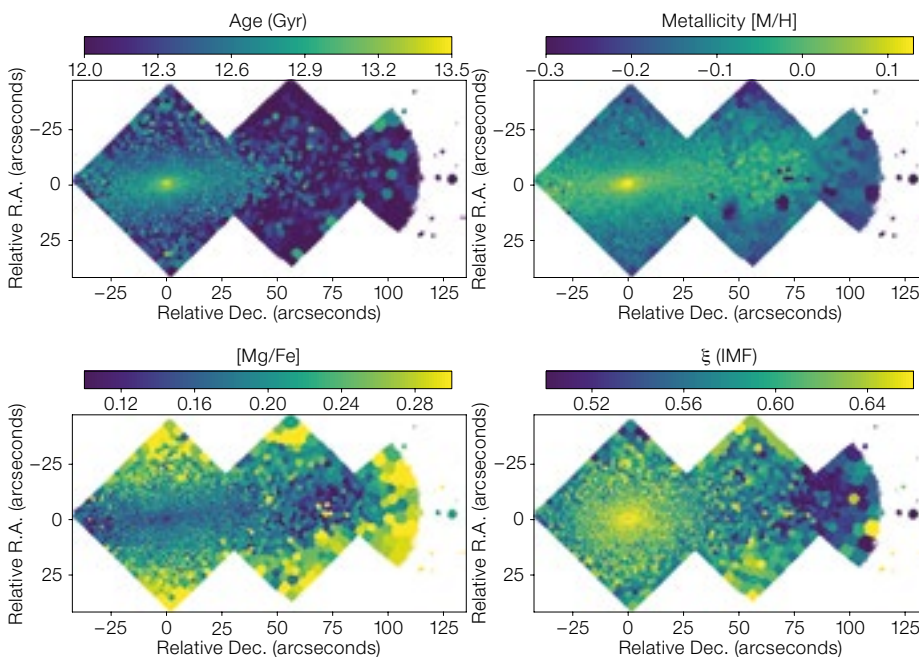 Age (Gyr)
12.0 12.3 12.6 12.9 13.2 13.5
Relative R.A. (arcseconds)
−25
0
25
−25 0 25 50 75 100 125
Relative Dec. (arcseconds)
Metallicity [M/H]
−0.3 −0.2 −0.1 0.0 0.1
Relative R.A. (arcseconds)
−25
0
25
−25 0 25 50 75 100 125
Relative Dec. (arcseconds)
[Mg/Fe]
0.12 0.16 0.20 0.24 0.28
Relative R.A. (arcseconds)
−25
0
25
−25 0 25 50 75 100 125
Relative Dec. (arcseconds)
ξ (IMF)
0.52 0.56 0.60 0.64
Relative R.A. (arcseconds)
−25
0
25
−25 0 25 50 75 100 125
Relative Dec. (arcseconds)